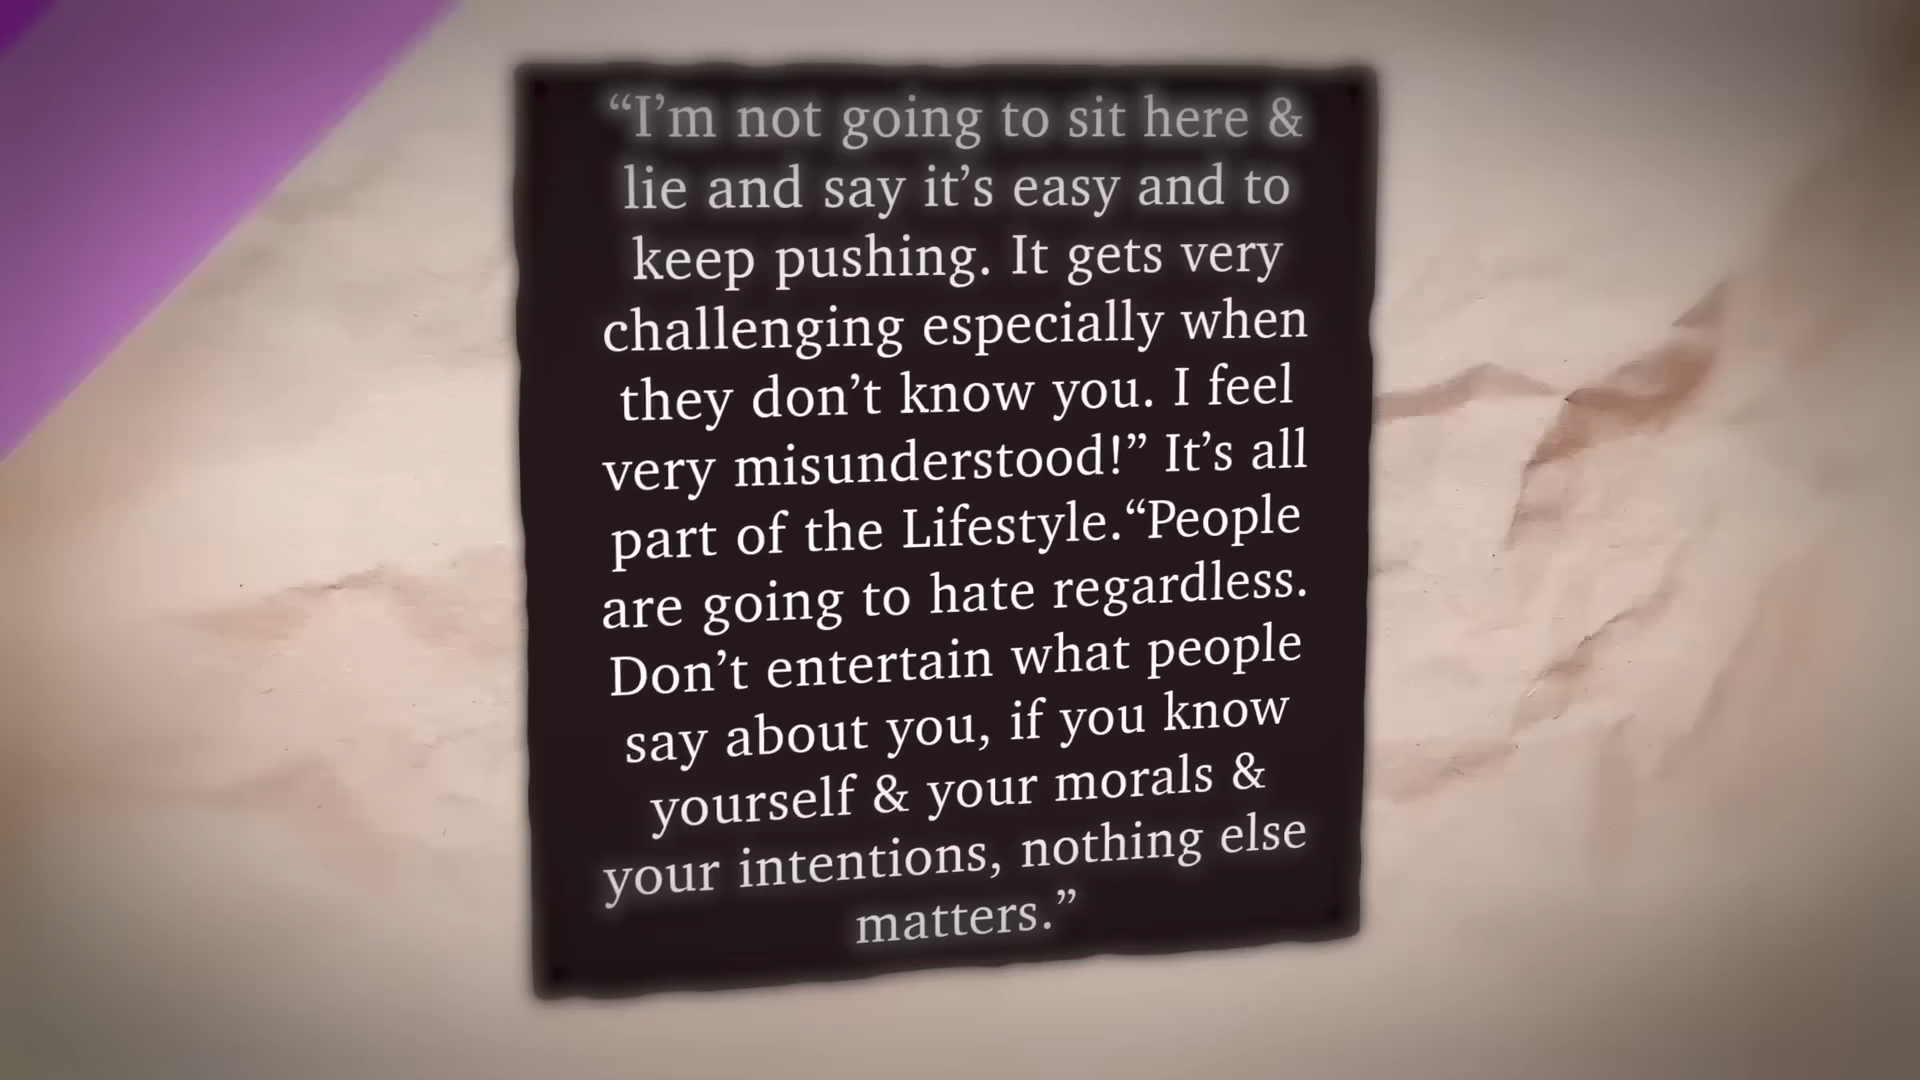 “I’m not going to sit here &
lie and say it’s easy and to
keep pushing. It gets very
challenging especially when
they don’t know you. I feel
very misunderstood!” It’s all
part of the Lifestyle.“People
are going to hate regardless.
Don’t entertain what people
say about you, if you know
yourself & your morals &
your intentions, nothing else
matters.”